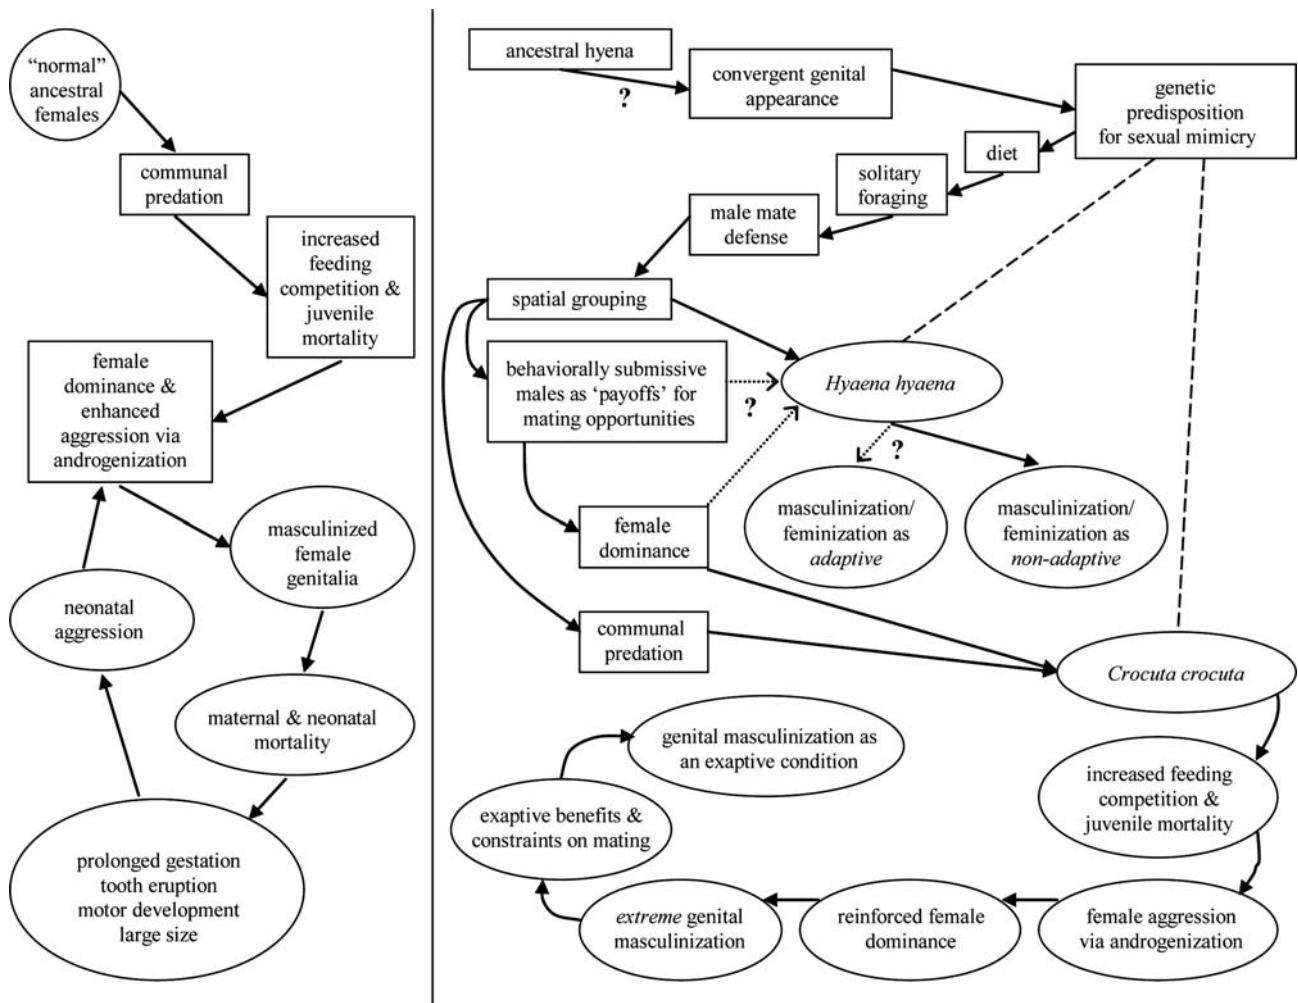 “normal”
ancestral
females
communal
predation
increased
feeding
competition &
juvenile
mortality
female
dominance &
enhanced
aggression via
androgenization
masculinized
female
genitalia
neonatal
aggression
maternal & neonatal
mortality
prolonged gestation
tooth eruption
motor development
large size
ancestral hyena
?
convergent genital
appearance
genetic
predisposition
for sexual mimicry
diet
solitary
foraging
male mate
defense
spatial grouping
behaviorally submissive
males as ‘payoffs’ for
mating opportunities
?
Hyaena hyaena
?
masculinization/
feminization as
adaptive
masculinization/
feminization as
non-adaptive
female
dominance
communal
predation
Crocuta crocuta
increased feeding
competition &
juvenile mortality
female aggression
via androgenization
reinforced female
dominance
extreme genital
masculinization
exaptive benefits &
constraints on mating
genital masculinization as
an exaptive condition